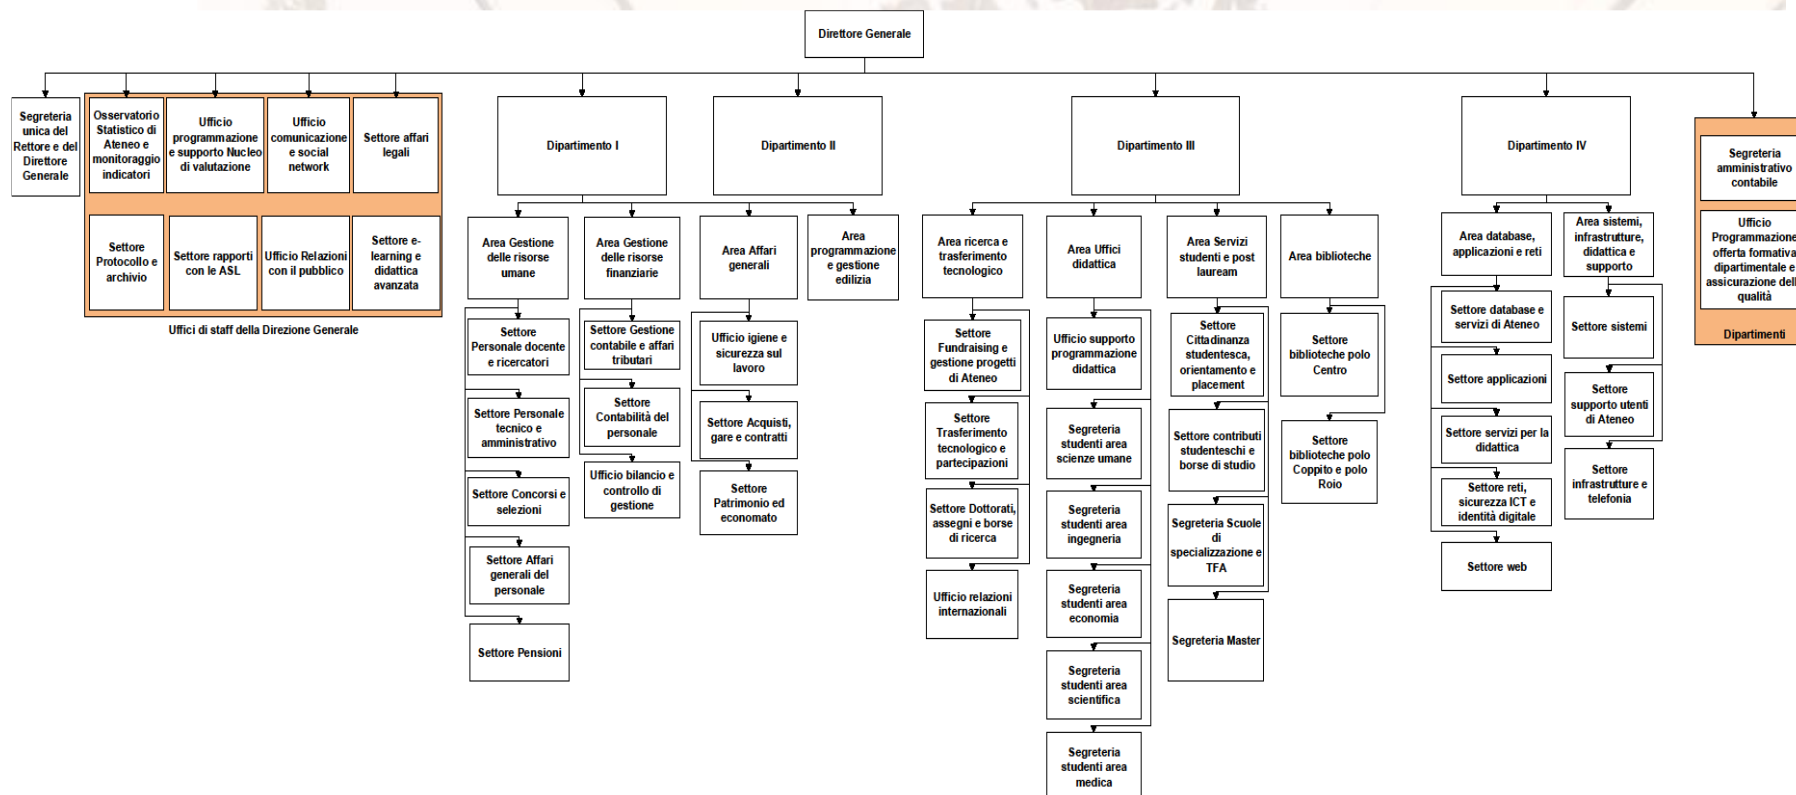 Direttore Generale
Segreteria
unica del
Rettore e del
Direttore
Generale
Osservatorio
Statistico di
Ateneo e
monitoraggio
indicatori
Ufficio
programmazione
e supporto Nucleo
di valutazione
Ufficio
comunicazione
e social
network
Settore affari
legali
Settore
Protocollo e
archivio
Settore rapporti
con le ASL
Ufficio Relazioni
con il pubblico
Settore e-
learning e
didattica
avanzata
Uffici di staff della Direzione Generale
Dipartimento I
Area Gestione
delle risorse
umane
Settore
Personale docente
e ricercatori
Settore Personale
tecnico e
amministrativo
Settore Concorsi e
selezioni
Settore Affari
generali del
personale
Settore Pensioni
Area Gestione
delle risorse
finanziarie
Settore Gestione
contabile e affari
tributari
Settore
Contabilità del
personale
Ufficio bilancio e
controllo di
gestione
Dipartimento II
Area Affari
generali
Ufficio igiene e
sicurezza sul
lavoro
Settore Acquisti,
gare e contratti
Settore
Patrimonio ed
economato
Area
programmazione
e gestione
edilizia
Dipartimento III
Area ricerca e
trasferimento
tecnologico
Settore
Fundraising e
gestione progetti
di Ateneo
Settore
Trasferimento
tecnologico e
partecipazioni
Settore Dottorati,
assegni e borse
di ricerca
Ufficio relazioni
internazionali
Area Uffici
didattica
Ufficio supporto
programmazione
didattica
Segreteria
studenti area
scienze umane
Segreteria
studenti area
ingegneria
Segreteria
studenti area
economia
Segreteria
studenti area
scientifica
Segreteria
studenti area
medica
Area Servizi
studenti e post
lauream
Settore
Cittadinanza
studentesca,
orientamento e
placement
Settore contributi
studenteschi e
borse di studio
Segreteria Scuole
di
specializzazione e
TFA
Segreteria Master
Area biblioteche
Settore
biblioteche polo
Centro
Settore
biblioteche polo
Coppito e polo
Roio
Dipartimento IV
Area database,
applicazioni e reti
Settore database e
servizi di Ateneo
Settore applicazioni
Settore servizi per la
didattica
Settore reti,
sicurezza ICT e
identità digitale
Settore web
Area sistemi,
infrastrutture,
didattica e
supporto
Settore sistemi
Settore
supporto utenti
di Ateneo
Settore
infrastrutture e
telefonia
Segreteria
amministrativo
contabile
Ufficio
Programmazione
offerta formativa
dipartimentale e
assicurazione della
qualità
Dipartimenti